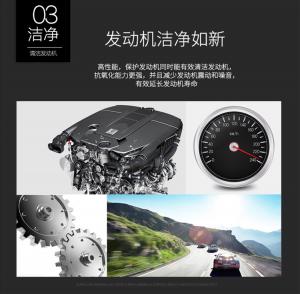 03
洁净
清洁发动机
发动机洁净如新
高性能，保护发动机同时能有效清洁发动机，
抗氧化能力更强，并且减少发动机震动和噪音，
有效延长发动机寿命